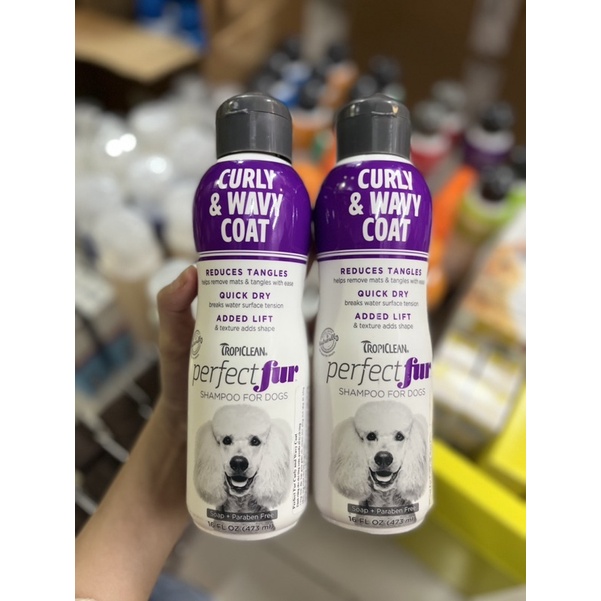 CURLY
& WAVY
COAT
REDUCES TANGLES
helps remove mats & tangles with ease
QUICK DRY
breaks water surface tension
ADDED LIFT
& texture adds shape
TROPICLEAN®
perfect fur™
SHAMPOO FOR DOGS
Soap + Paraben Free
16 FL OZ (473 ml)
CURLY
& WAVY
COAT
REDUCES TANGLES
helps remove mats & tangles with ease
QUICK DRY
breaks water surface tension
ADDED LIFT
& texture adds shape
TROPICLEAN®
perfect fur
SHAMPOO FOR DOGS
Soap + Paraben Free
16 FL OZ (473 ml)